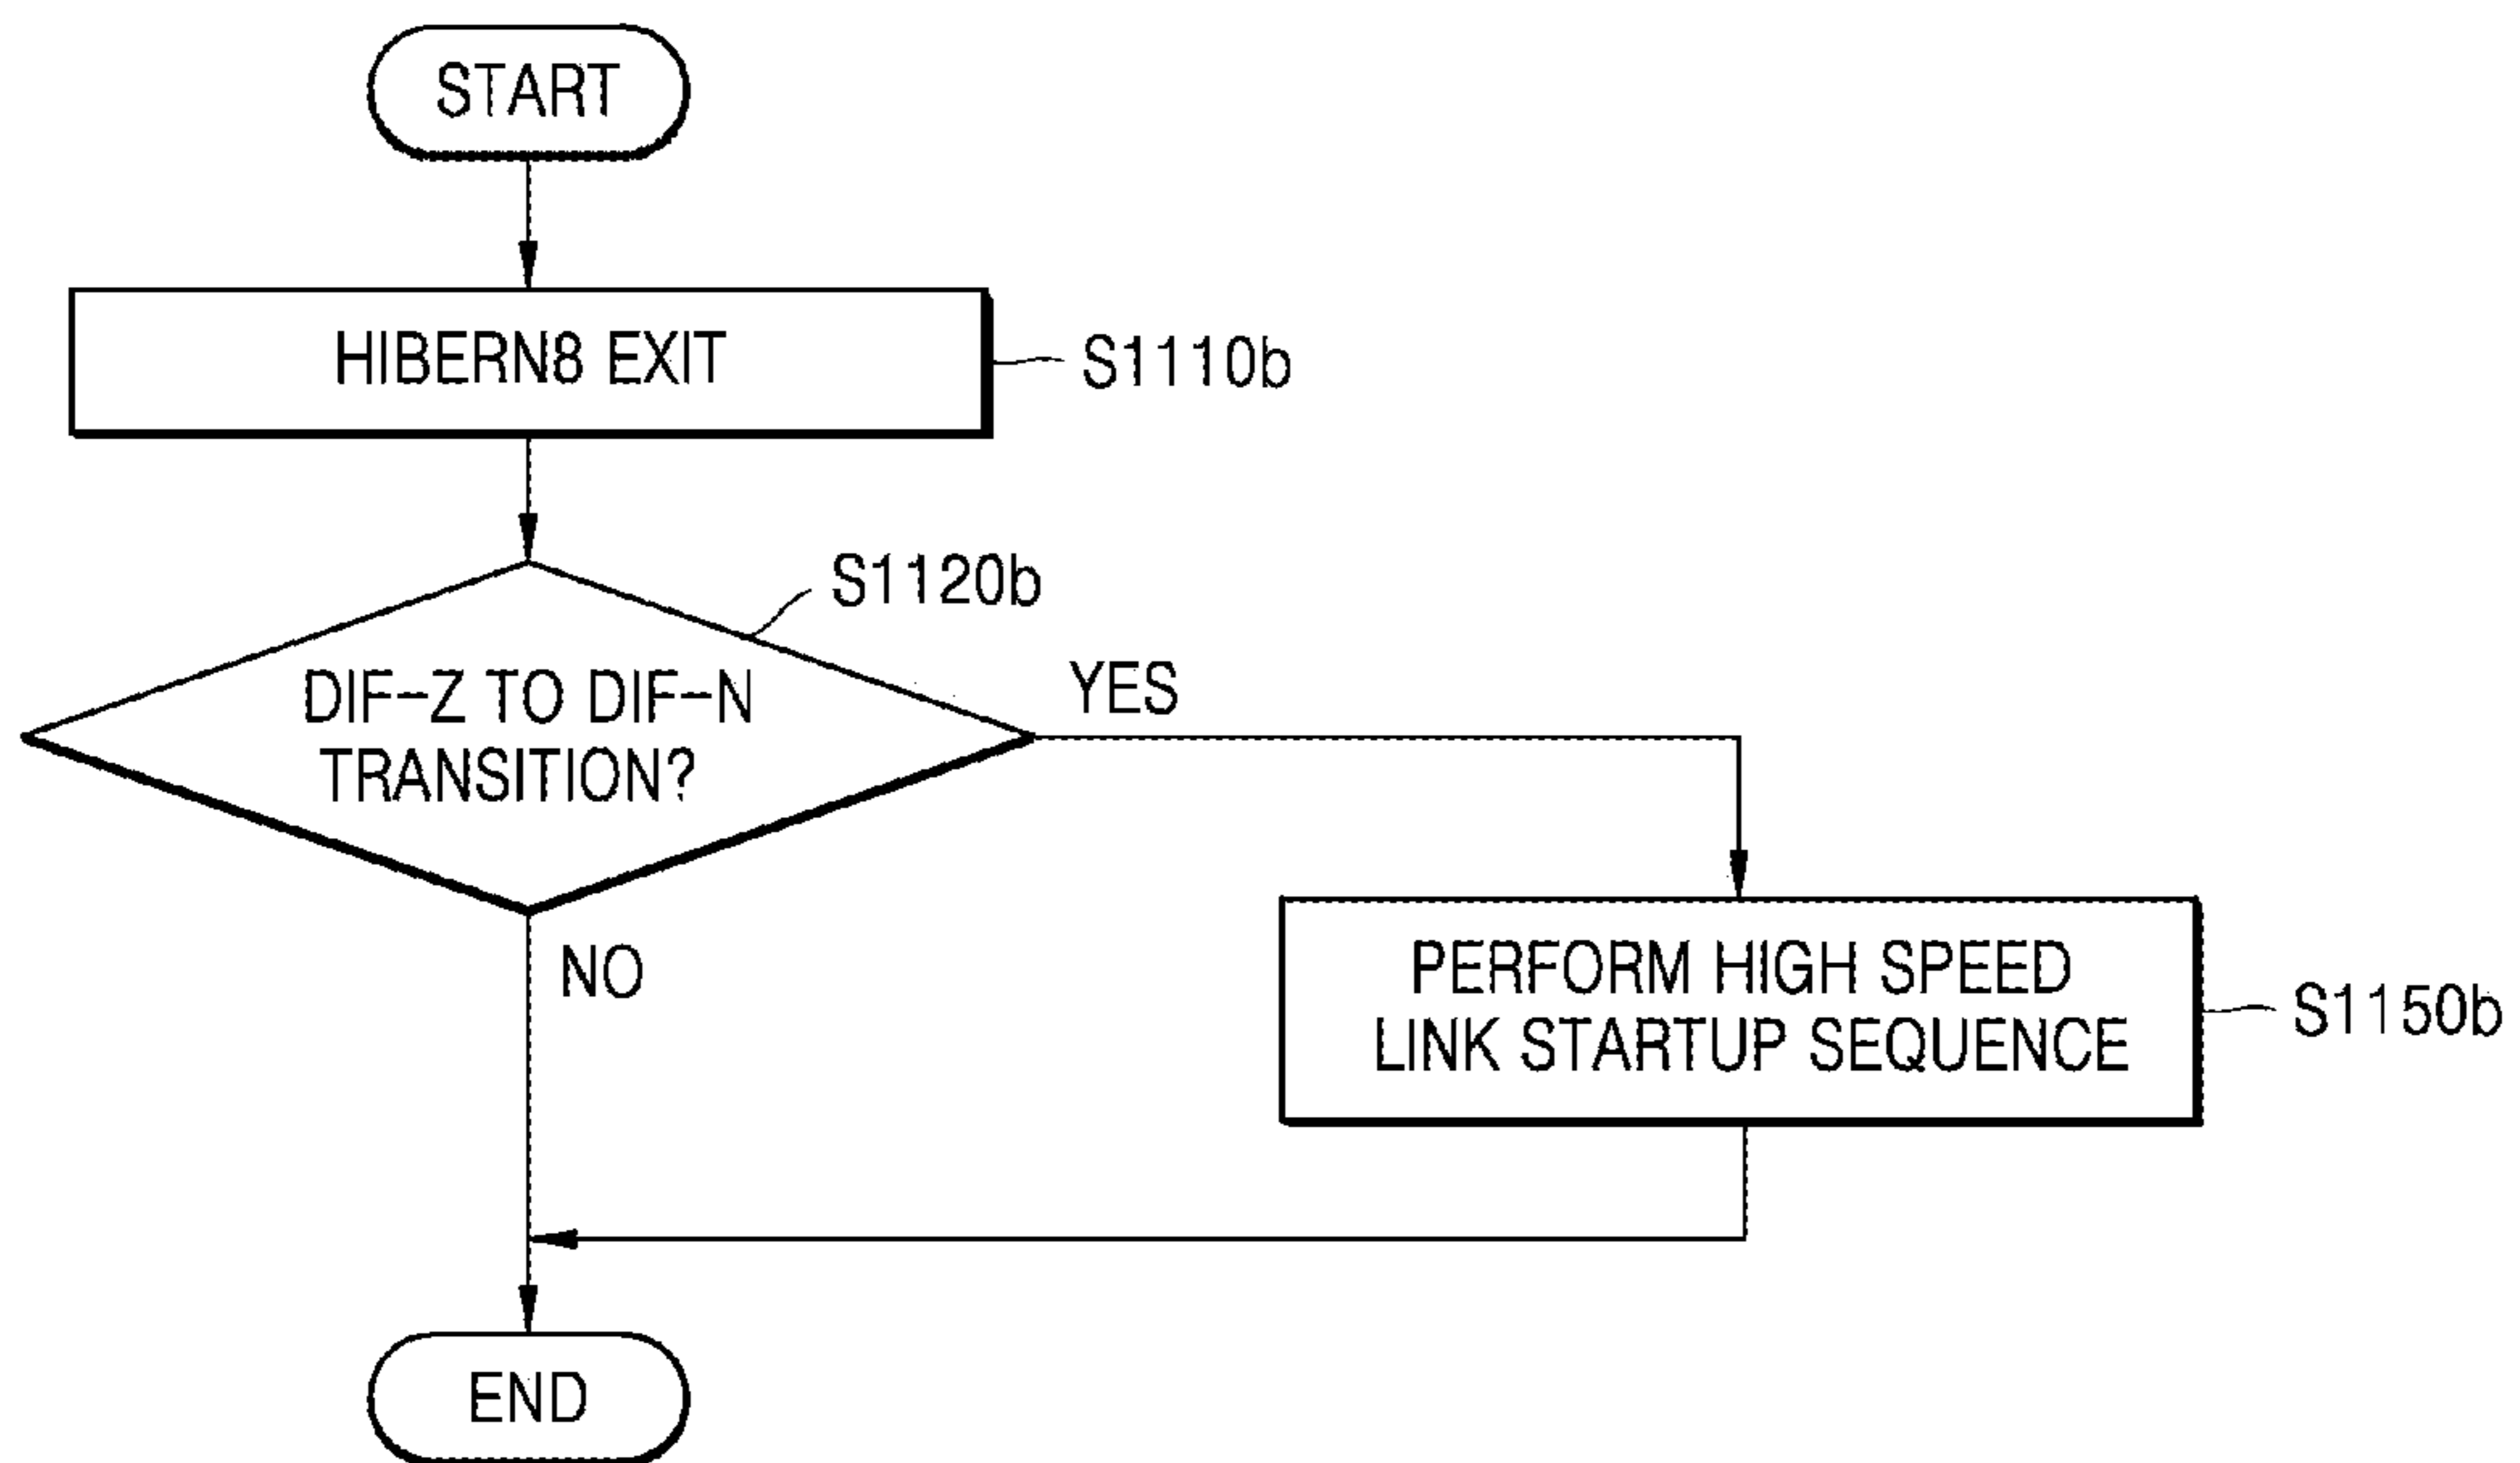 START
HIBERN8 EXIT
S1110b
S1120b
DIF-Z TO DIF-N
TRANSITION?
YES
NO
PERFORM HIGH SPEED
LINK STARTUP SEQUENCE
S1150b
END